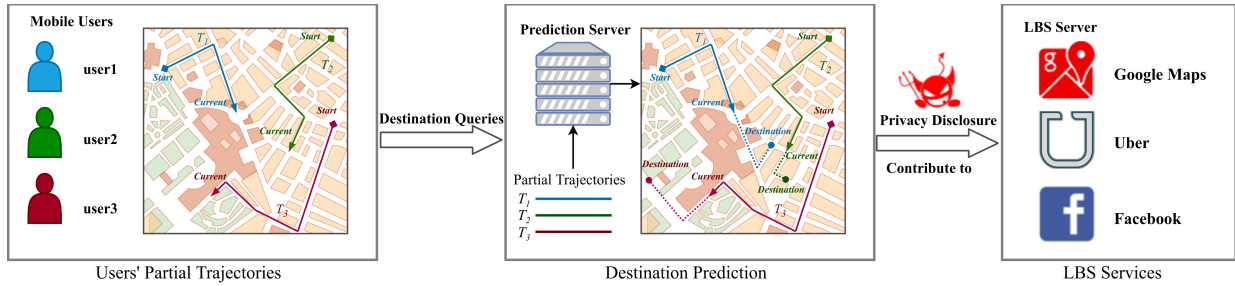 Mobile Users
user1
user2
user3
T1
Start
Start
T2
Current
Start
Current
Current
T3
Users' Partial Trajectories
Destination Queries
Prediction Server
Partial Trajectories
T1
T2
T3
T1
Start
Start
T2
Current
Start
Destination
Current
Destination
Current
Destination
T3
Destination Prediction
Privacy Disclosure
Contribute to
LBS Server
g
Google Maps
Uber
f
Facebook
LBS Services